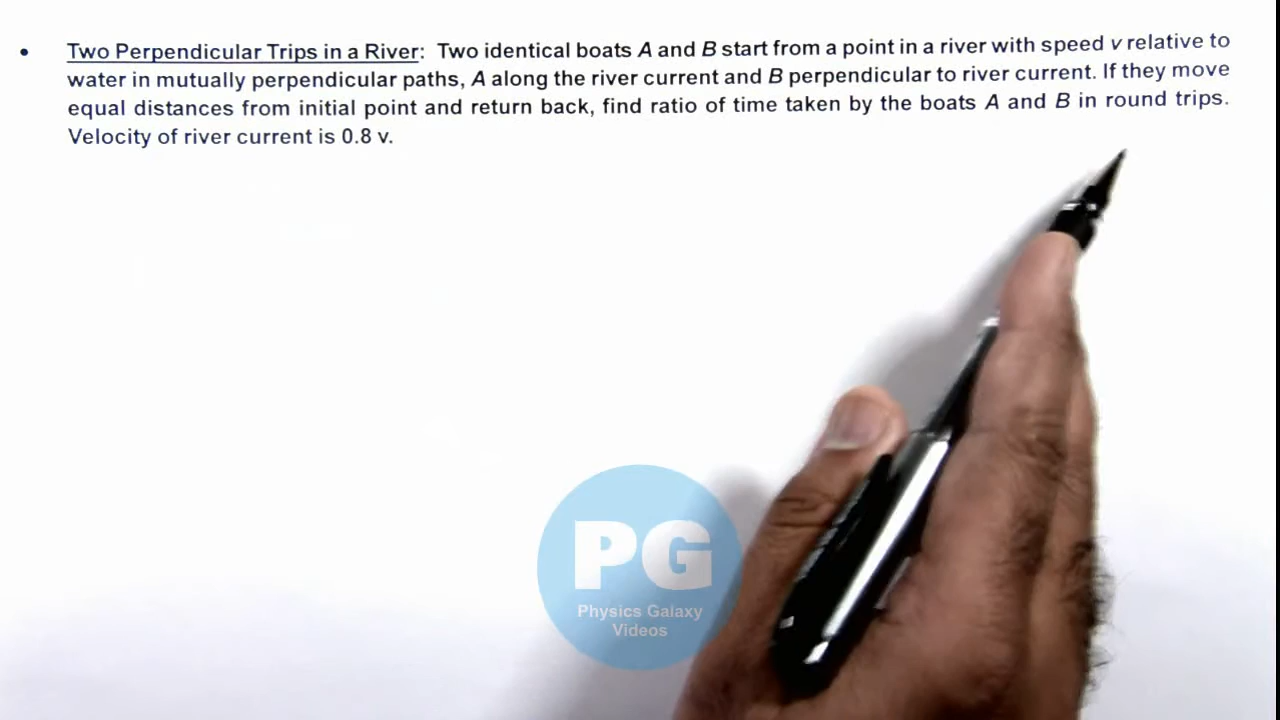 • Two Perpendicular Trips in a River: Two identical boats A and B start from a point in a river with speed v relative to
water in mutually perpendicular paths, A along the river current and B perpendicular to river current. If they move
equal distances from initial point and return back, find ratio of time taken by the boats A and B in round trips.
Velocity of river current is 0.8 v.
PG
Physics Galaxy
Videos